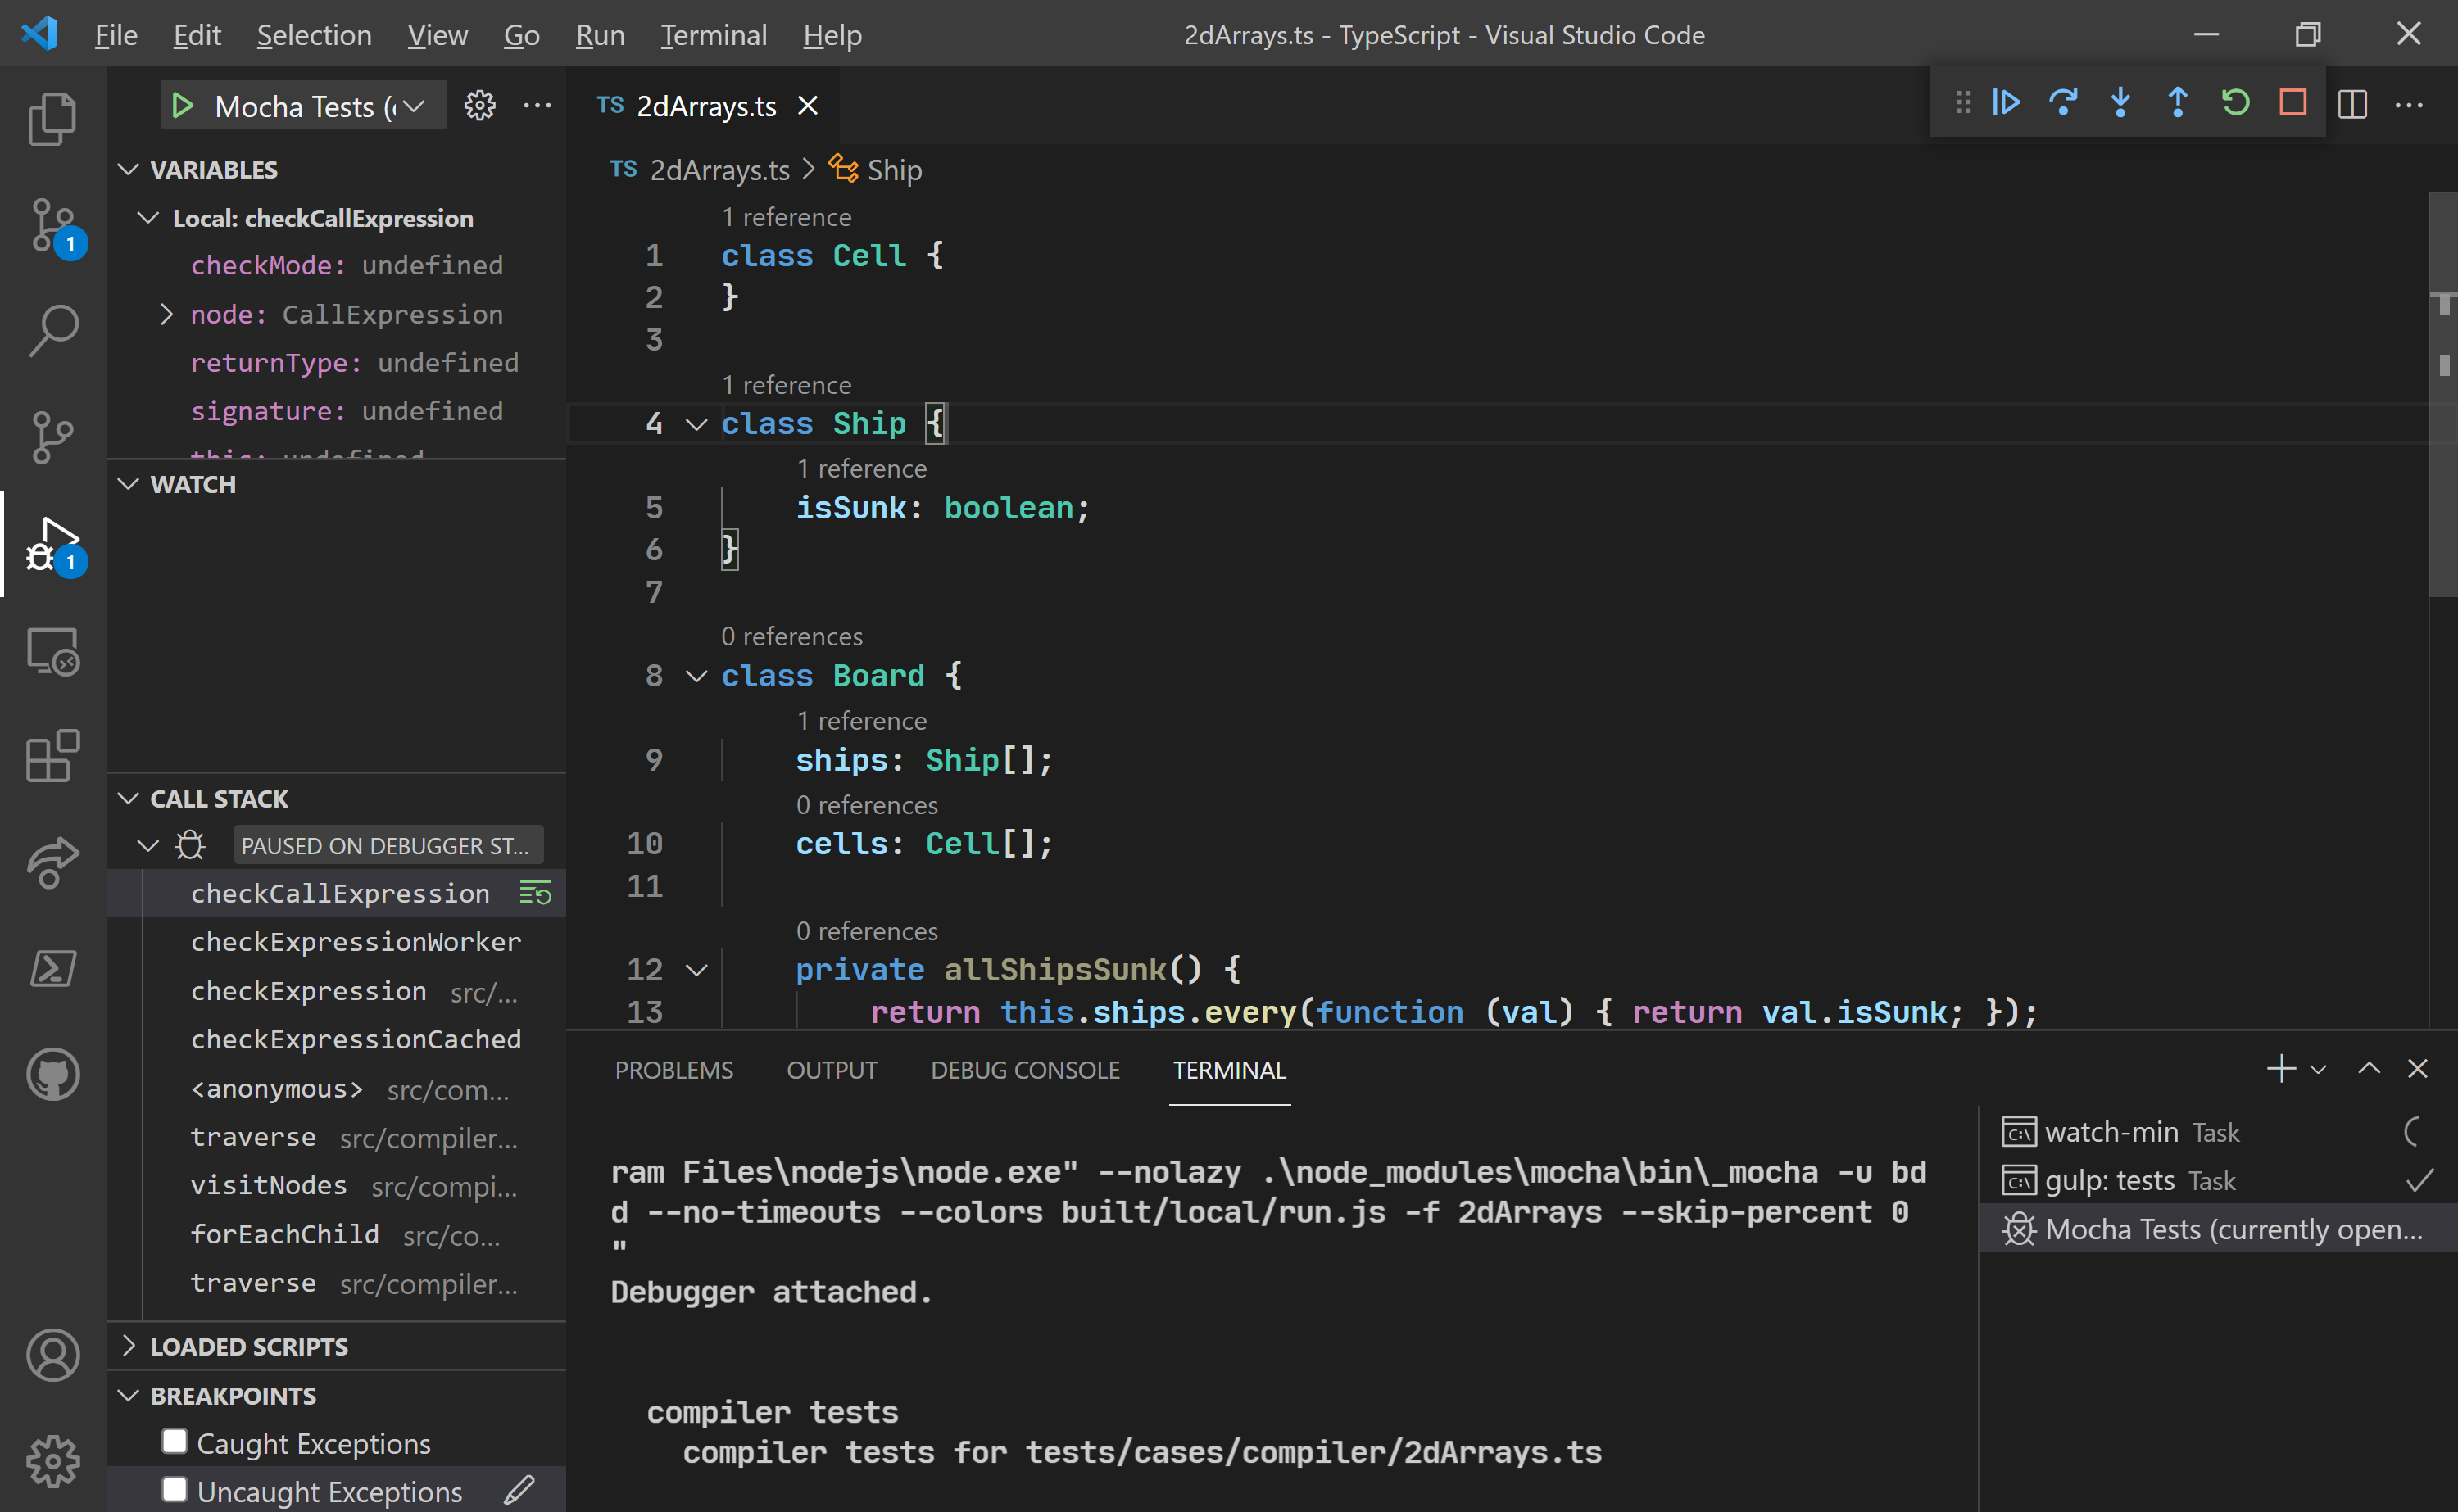 File Edit Selection View Go Run Terminal Help
2dArrays.ts - TypeScript - Visual Studio Code
Mocha Tests (
VARIABLES
Local: checkCallExpression
checkMode: undefined
node: CallExpression
returnType: undefined
signature: undefined
this: undefined
WATCH
CALL STACK
PAUSED ON DEBUGGER ST...
checkCallExpression
checkExpressionWorker
checkExpression src/...
checkExpressionCached
<anonymous> src/com...
traverse src/compiler...
visitNodes src/compi...
forEachChild src/co...
traverse src/compiler...
LOADED SCRIPTS
BREAKPOINTS
Caught Exceptions
Uncaught Exceptions
1
1
TS 2dArrays.ts
TS 2dArrays.ts > Ship
1 reference
1 class Cell {
2 }
3
1 reference
4 class Ship {
1 reference
5 isSunk: boolean;
6 }
7
0 references
8 class Board {
1 reference
9 ships: Ship[];
0 references
10 cells: Cell[];
11
0 references
12 private allShipsSunk() {
13 return this.ships.every(function (val) { return val.isSunk; });
PROBLEMS OUTPUT DEBUG CONSOLE TERMINAL
ram Files\nodejs\node.exe" --nolazy .\node_modules\mocha\bin\_mocha -u bd
d --no-timeouts --colors built/local/run.js -f 2dArrays --skip-percent 0
"
Debugger attached.
compiler tests
compiler tests for tests/cases/compiler/2dArrays.ts
C:\ watch-min Task
C:\ gulp: tests Task
Mocha Tests (currently open...